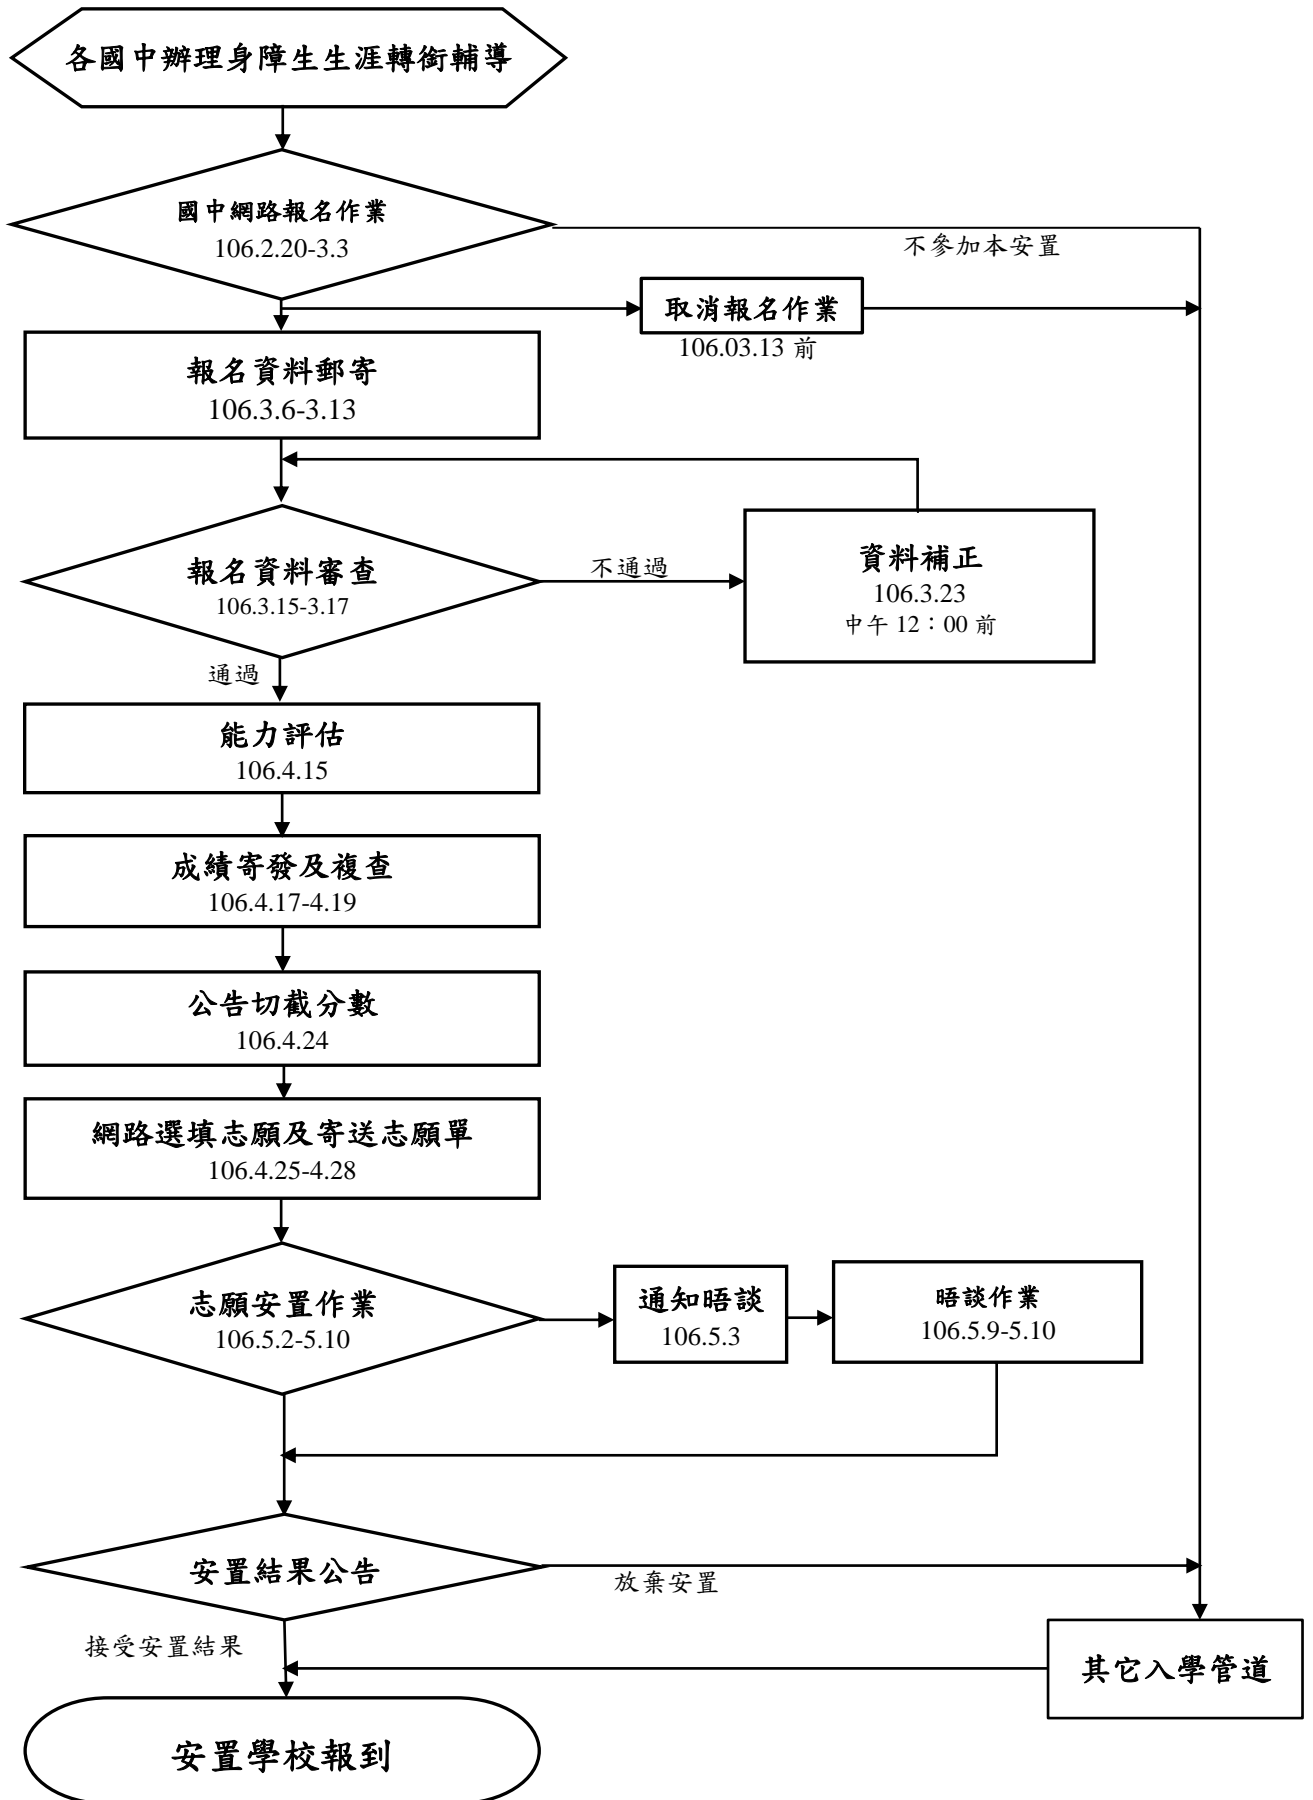 各國中辦理身障生生涯轉銜輔導
國中網路報名作業
106.2.20-3.3
不參加本安置
取消報名作業
106.03.13 前
報名資料郵寄
106.3.6-3.13
報名資料審查
106.3.15-3.17
不通過
資料補正
106.3.23
中午 12：00 前
通過
能力評估
106.4.15
成績寄發及複查
106.4.17-4.19
公告切截分數
106.4.24
網路選填志願及寄送志願單
106.4.25-4.28
志願安置作業
106.5.2-5.10
通知晤談
106.5.3
晤談作業
106.5.9-5.10
安置結果公告
放棄安置
接受安置結果
其它入學管道
安置學校報到